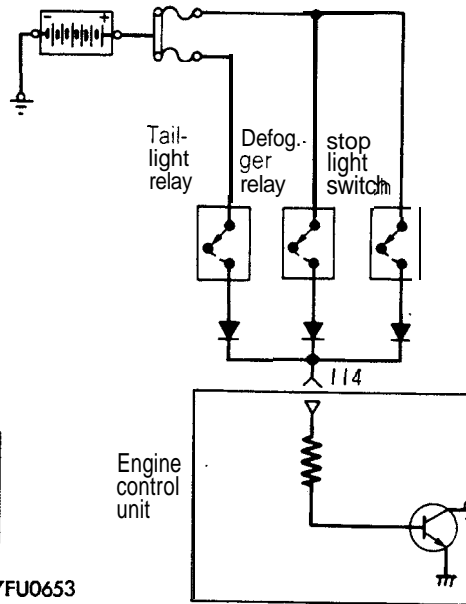 - +
Tail-
light
relay
Defog.-
ger
relay
stop
light
switch
114
Engine
control
unit
7FU0653